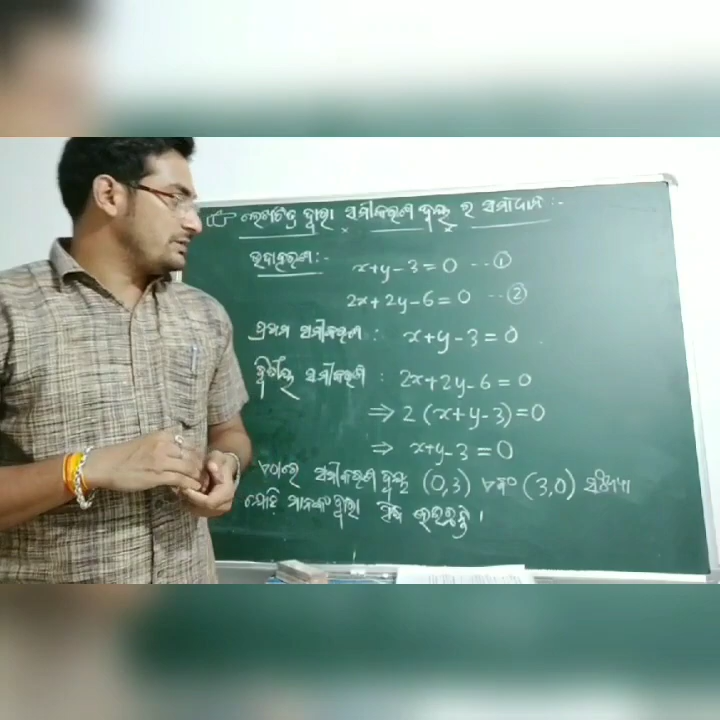 ☞ ଲେଖଚିତ୍ର ଦ୍ୱାରା ସମୀକରଣ ଦ୍ୱୟ ର ସମାଧାନ :-
ଉଦାହରଣ :- x+y-3=0 --①
2x+2y-6=0 --②
ପ୍ରଥମ ସମୀକରଣ : x+y-3=0
ଦ୍ୱିତୀୟ ସମୀକରଣ : 2x+2y-6=0
⇒ 2(x+y-3)=0
⇒ x+y-3=0
ଏଠାରେ ସମୀକରଣ ଦ୍ୱୟ (0,3) ଏବଂ (3,0)
ଦ୍ୱାରା ସିଦ୍ଧ ହେଉଛନ୍ତି ।